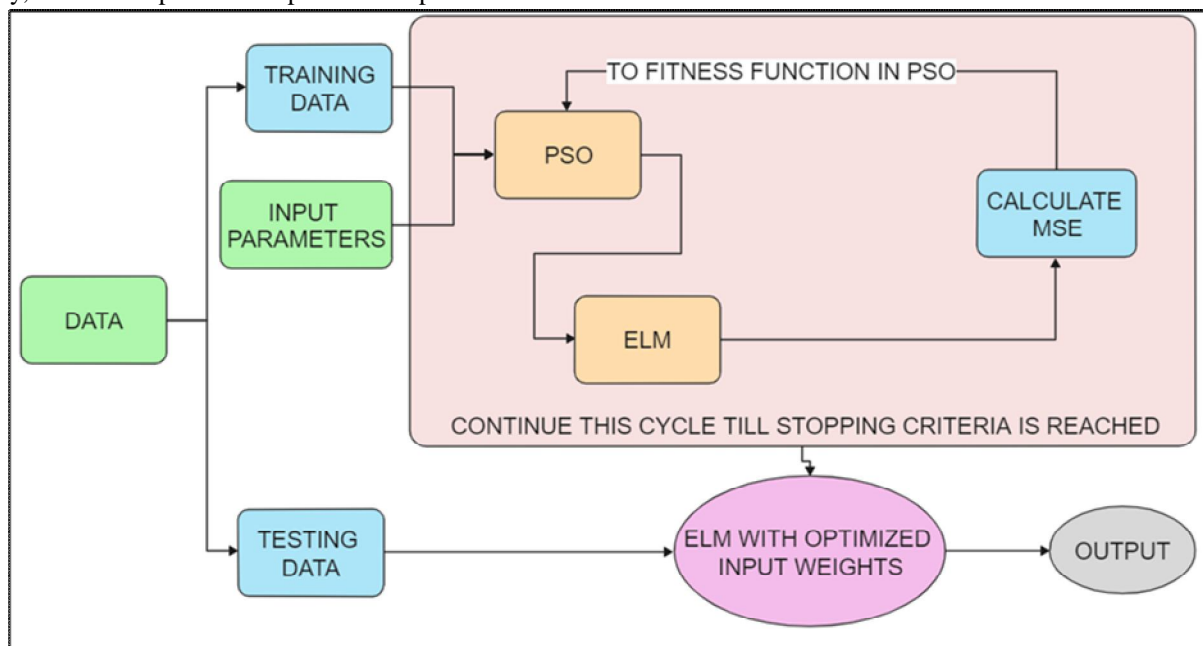 TRAINING
DATA
TO FITNESS FUNCTION IN PSO
PSO
INPUT
PARAMETERS
CALCULATE
MSE
DATA
ELM
CONTINUE THIS CYCLE TILL STOPPING CRITERIA IS REACHED
TESTING
DATA
ELM WITH OPTIMIZED
INPUT WEIGHTS
OUTPUT